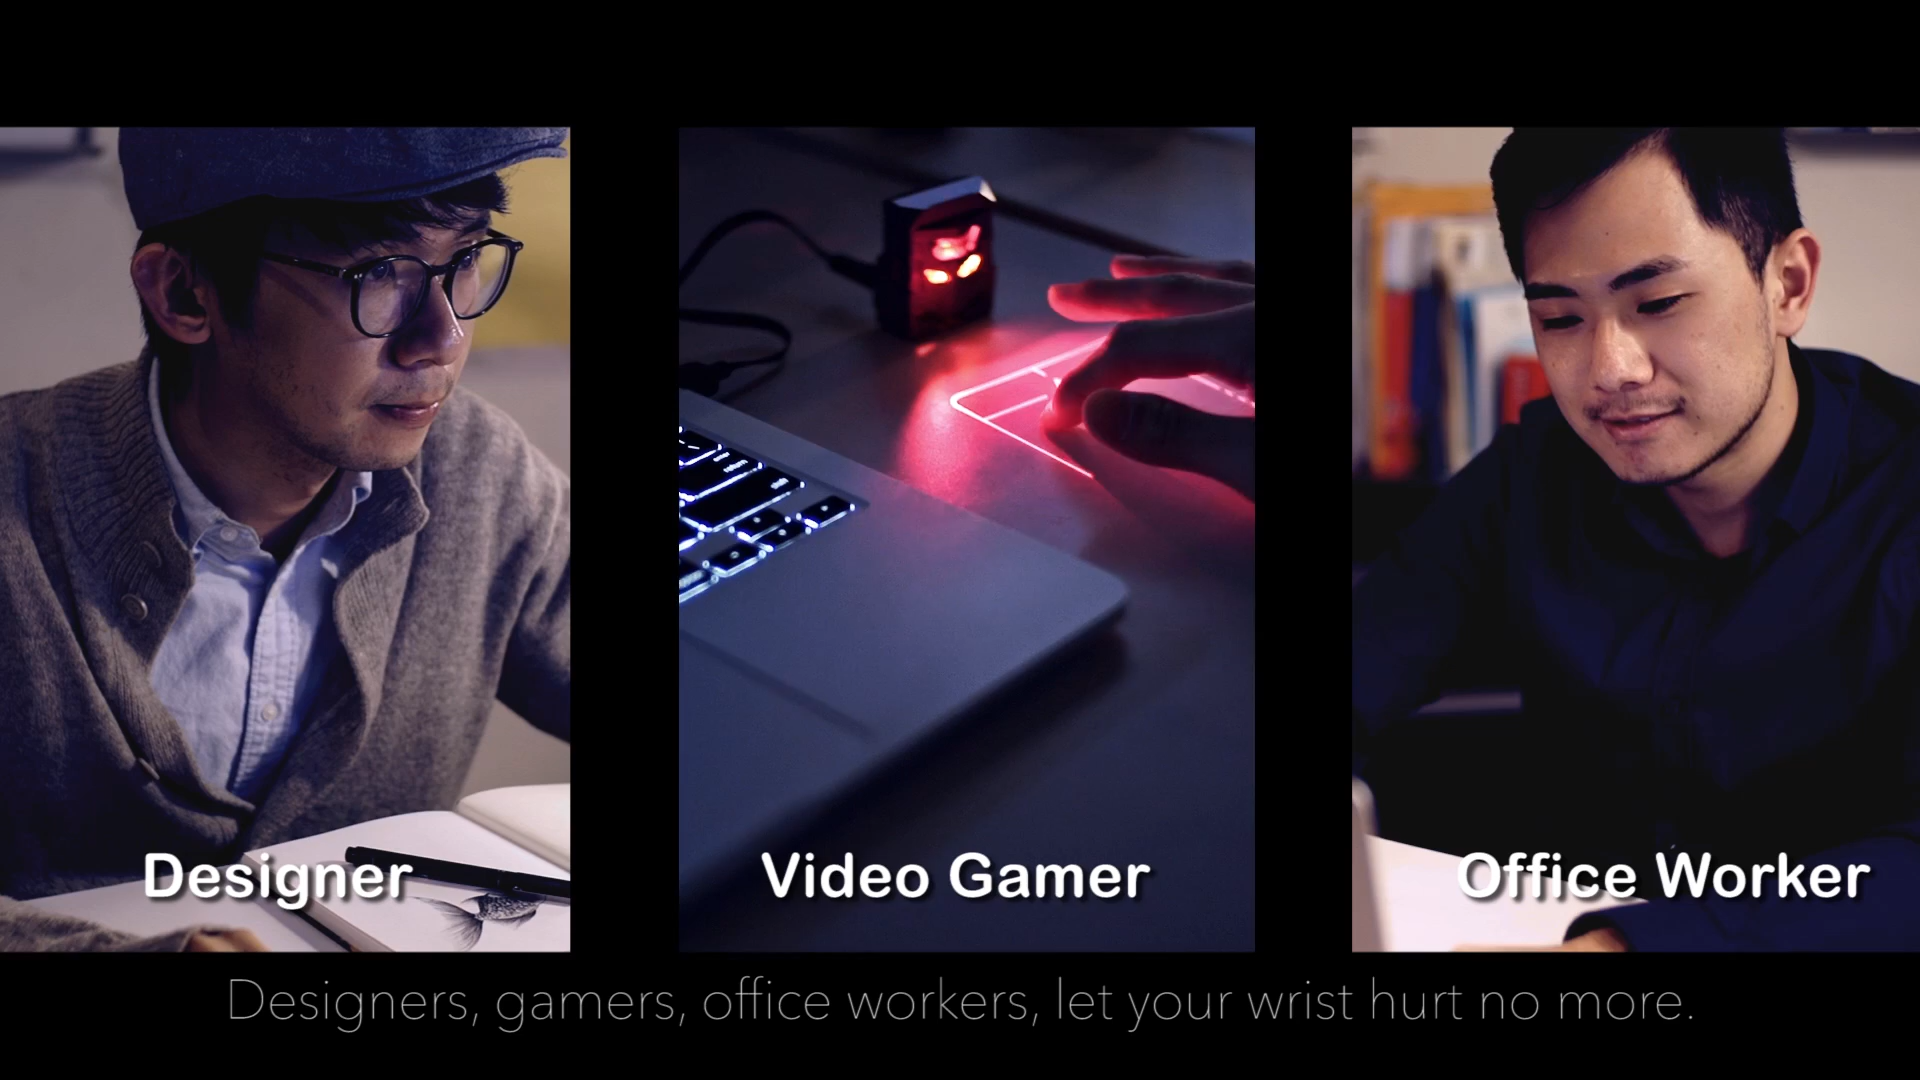 Designer
Video Gamer
Office Worker
Designers, gamers, office workers, let your wrist hurt no more.